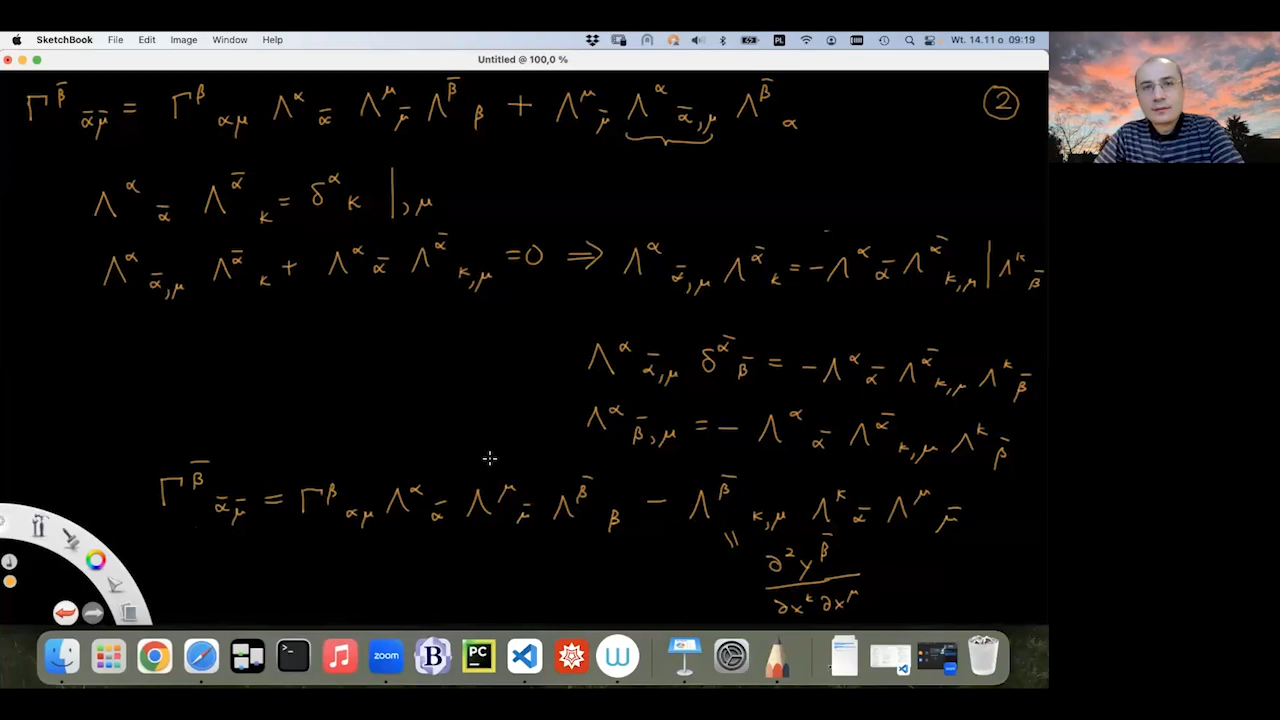 SketchBook File Edit Image Window Help PL Wt. 14.11 o 09:19
Untitled @ 100,0 %
Γ^β̄_ᾱμ̄ = Γ^β_αμ Λ^α_ᾱ Λ^μ_μ̄ Λ^β̄_β + Λ^μ_μ̄ Λ^α_ᾱ,μ Λ^β̄_α ②
Λ^α_ᾱ Λ^ᾱ_κ = δ^α_κ |,μ
Λ^α_ᾱ,μ Λ^ᾱ_κ + Λ^α_ᾱ Λ^ᾱ_κ,μ = 0 ⇒ Λ^α_ᾱ,μ Λ^ᾱ_κ = -Λ^α_ᾱ Λ^ᾱ_κ,μ | Λ^κ_β̄
Λ^α_ᾱ,μ δ^ᾱ_β̄ = -Λ^α_ᾱ Λ^ᾱ_κ,μ Λ^κ_β̄
Λ^α_β̄,μ = - Λ^α_ᾱ Λ^ᾱ_κ,μ Λ^κ_β̄
Γ^β̄_ᾱμ̄ = Γ^β_αμ Λ^α_ᾱ Λ^μ_μ̄ Λ^β̄_β - Λ^β̄_κ,μ Λ^κ_ᾱ Λ^μ_μ̄
=
∂²y^β̄
∂x^κ ∂x^μ
zoom B PC W